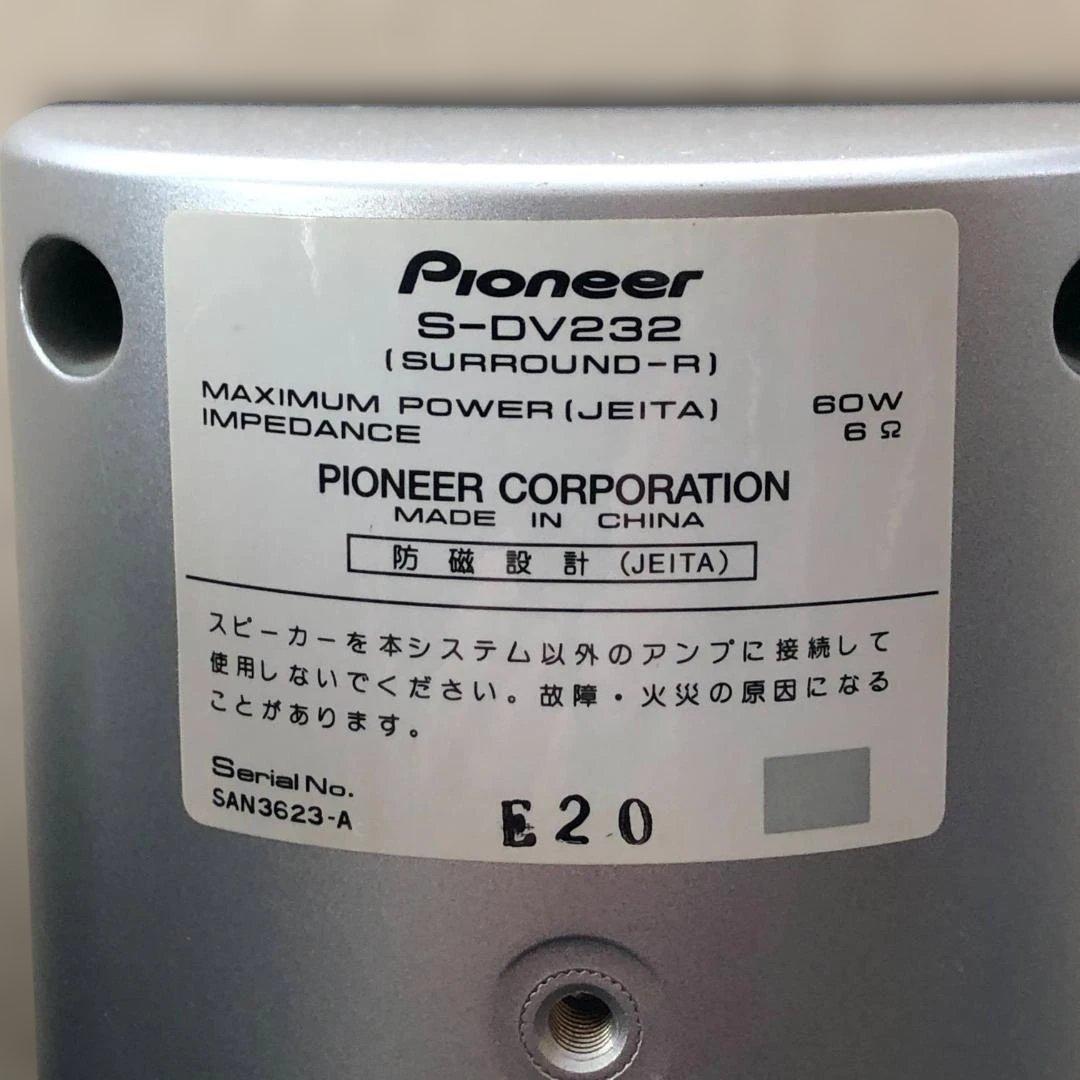 Pioneer
S-DV232
(SURROUND-R)
MAXIMUM POWER (JEITA) 60W
IMPEDANCE 6 Ω
PIONEER CORPORATION
MADE IN CHINA
防磁設計 (JEITA)
スピーカーを本システム以外のアンプに接続して
使用しないでください。故障・火災の原因になる
ことがあります。
Serial No.
SAN3623-A
E20